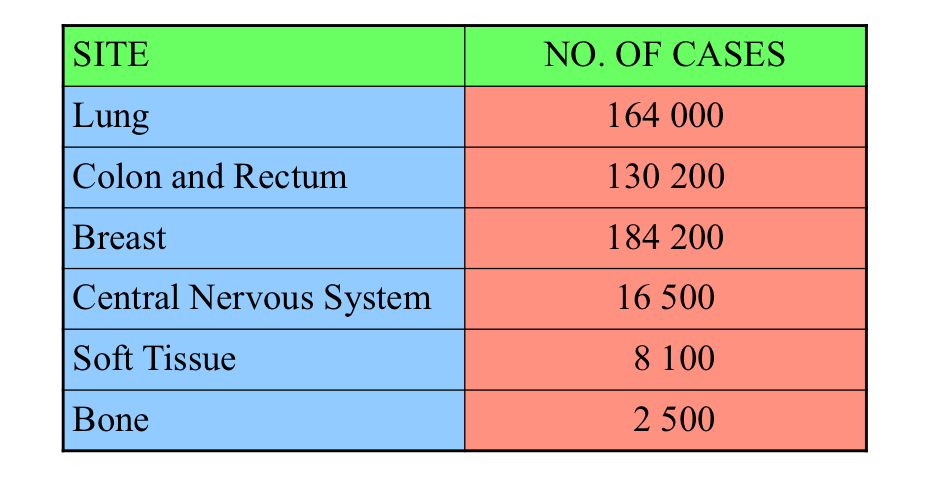 SITE NO. OF CASES
Lung 164 000
Colon and Rectum 130 200
Breast 184 200
Central Nervous System 16 500
Soft Tissue 8 100
Bone 2 500